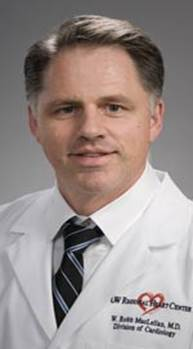 UW Regional Heart Center
W. Robb MacLellan, M.D.
Division of Cardiology